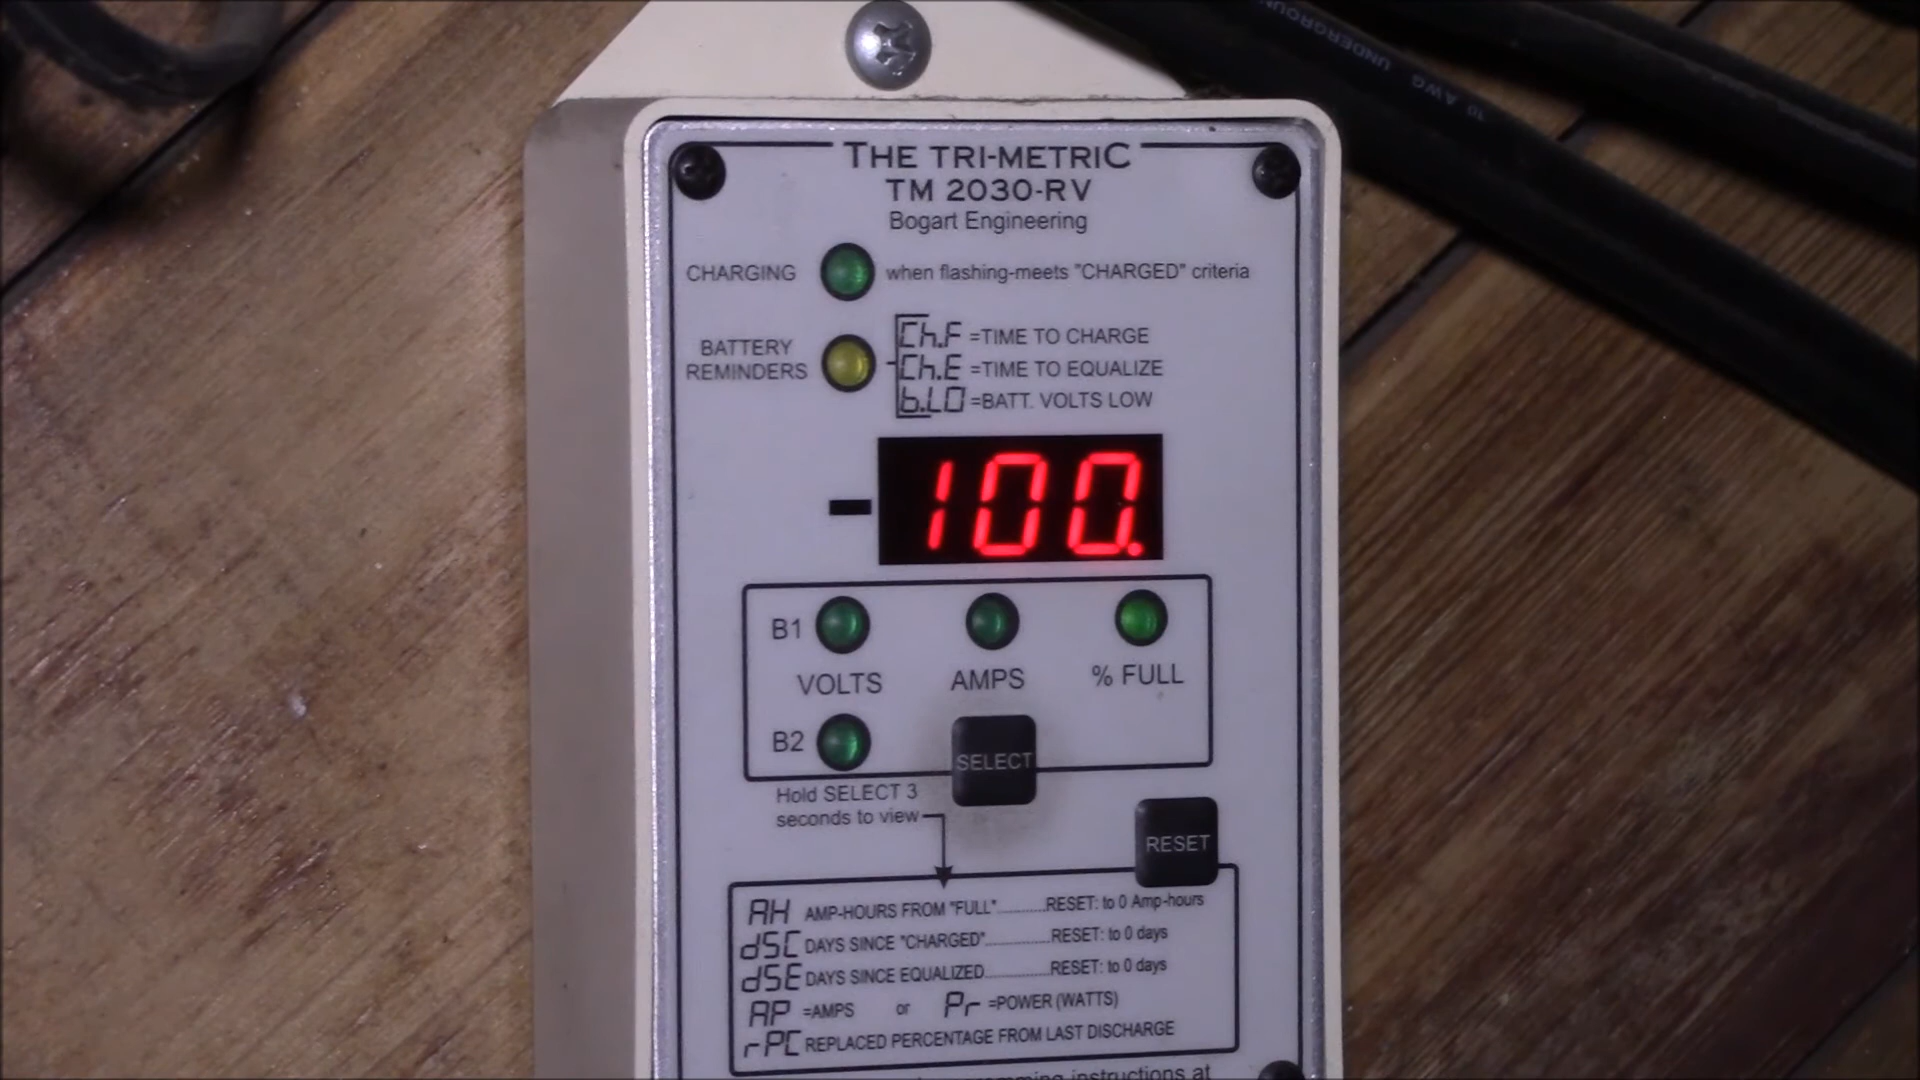 UNDERGROUN
10 AWG
THE TRI-METRIC
TM 2030-RV
Bogart Engineering
CHARGING when flashing-meets "CHARGED" criteria
BATTERY REMINDERS
Ch.F =TIME TO CHARGE
Ch.E =TIME TO EQUALIZE
b.LO =BATT. VOLTS LOW
- 100.
B1
VOLTS AMPS % FULL
B2
SELECT
Hold SELECT 3
seconds to view
RESET
AH AMP-HOURS FROM "FULL".............RESET: to 0 Amp-hours
dSC DAYS SINCE "CHARGED"..................RESET: to 0 days
dSE DAYS SINCE EQUALIZED..................RESET: to 0 days
AP =AMPS or Pr =POWER (WATTS)
rPC REPLACED PERCENTAGE FROM LAST DISCHARGE
instructions at